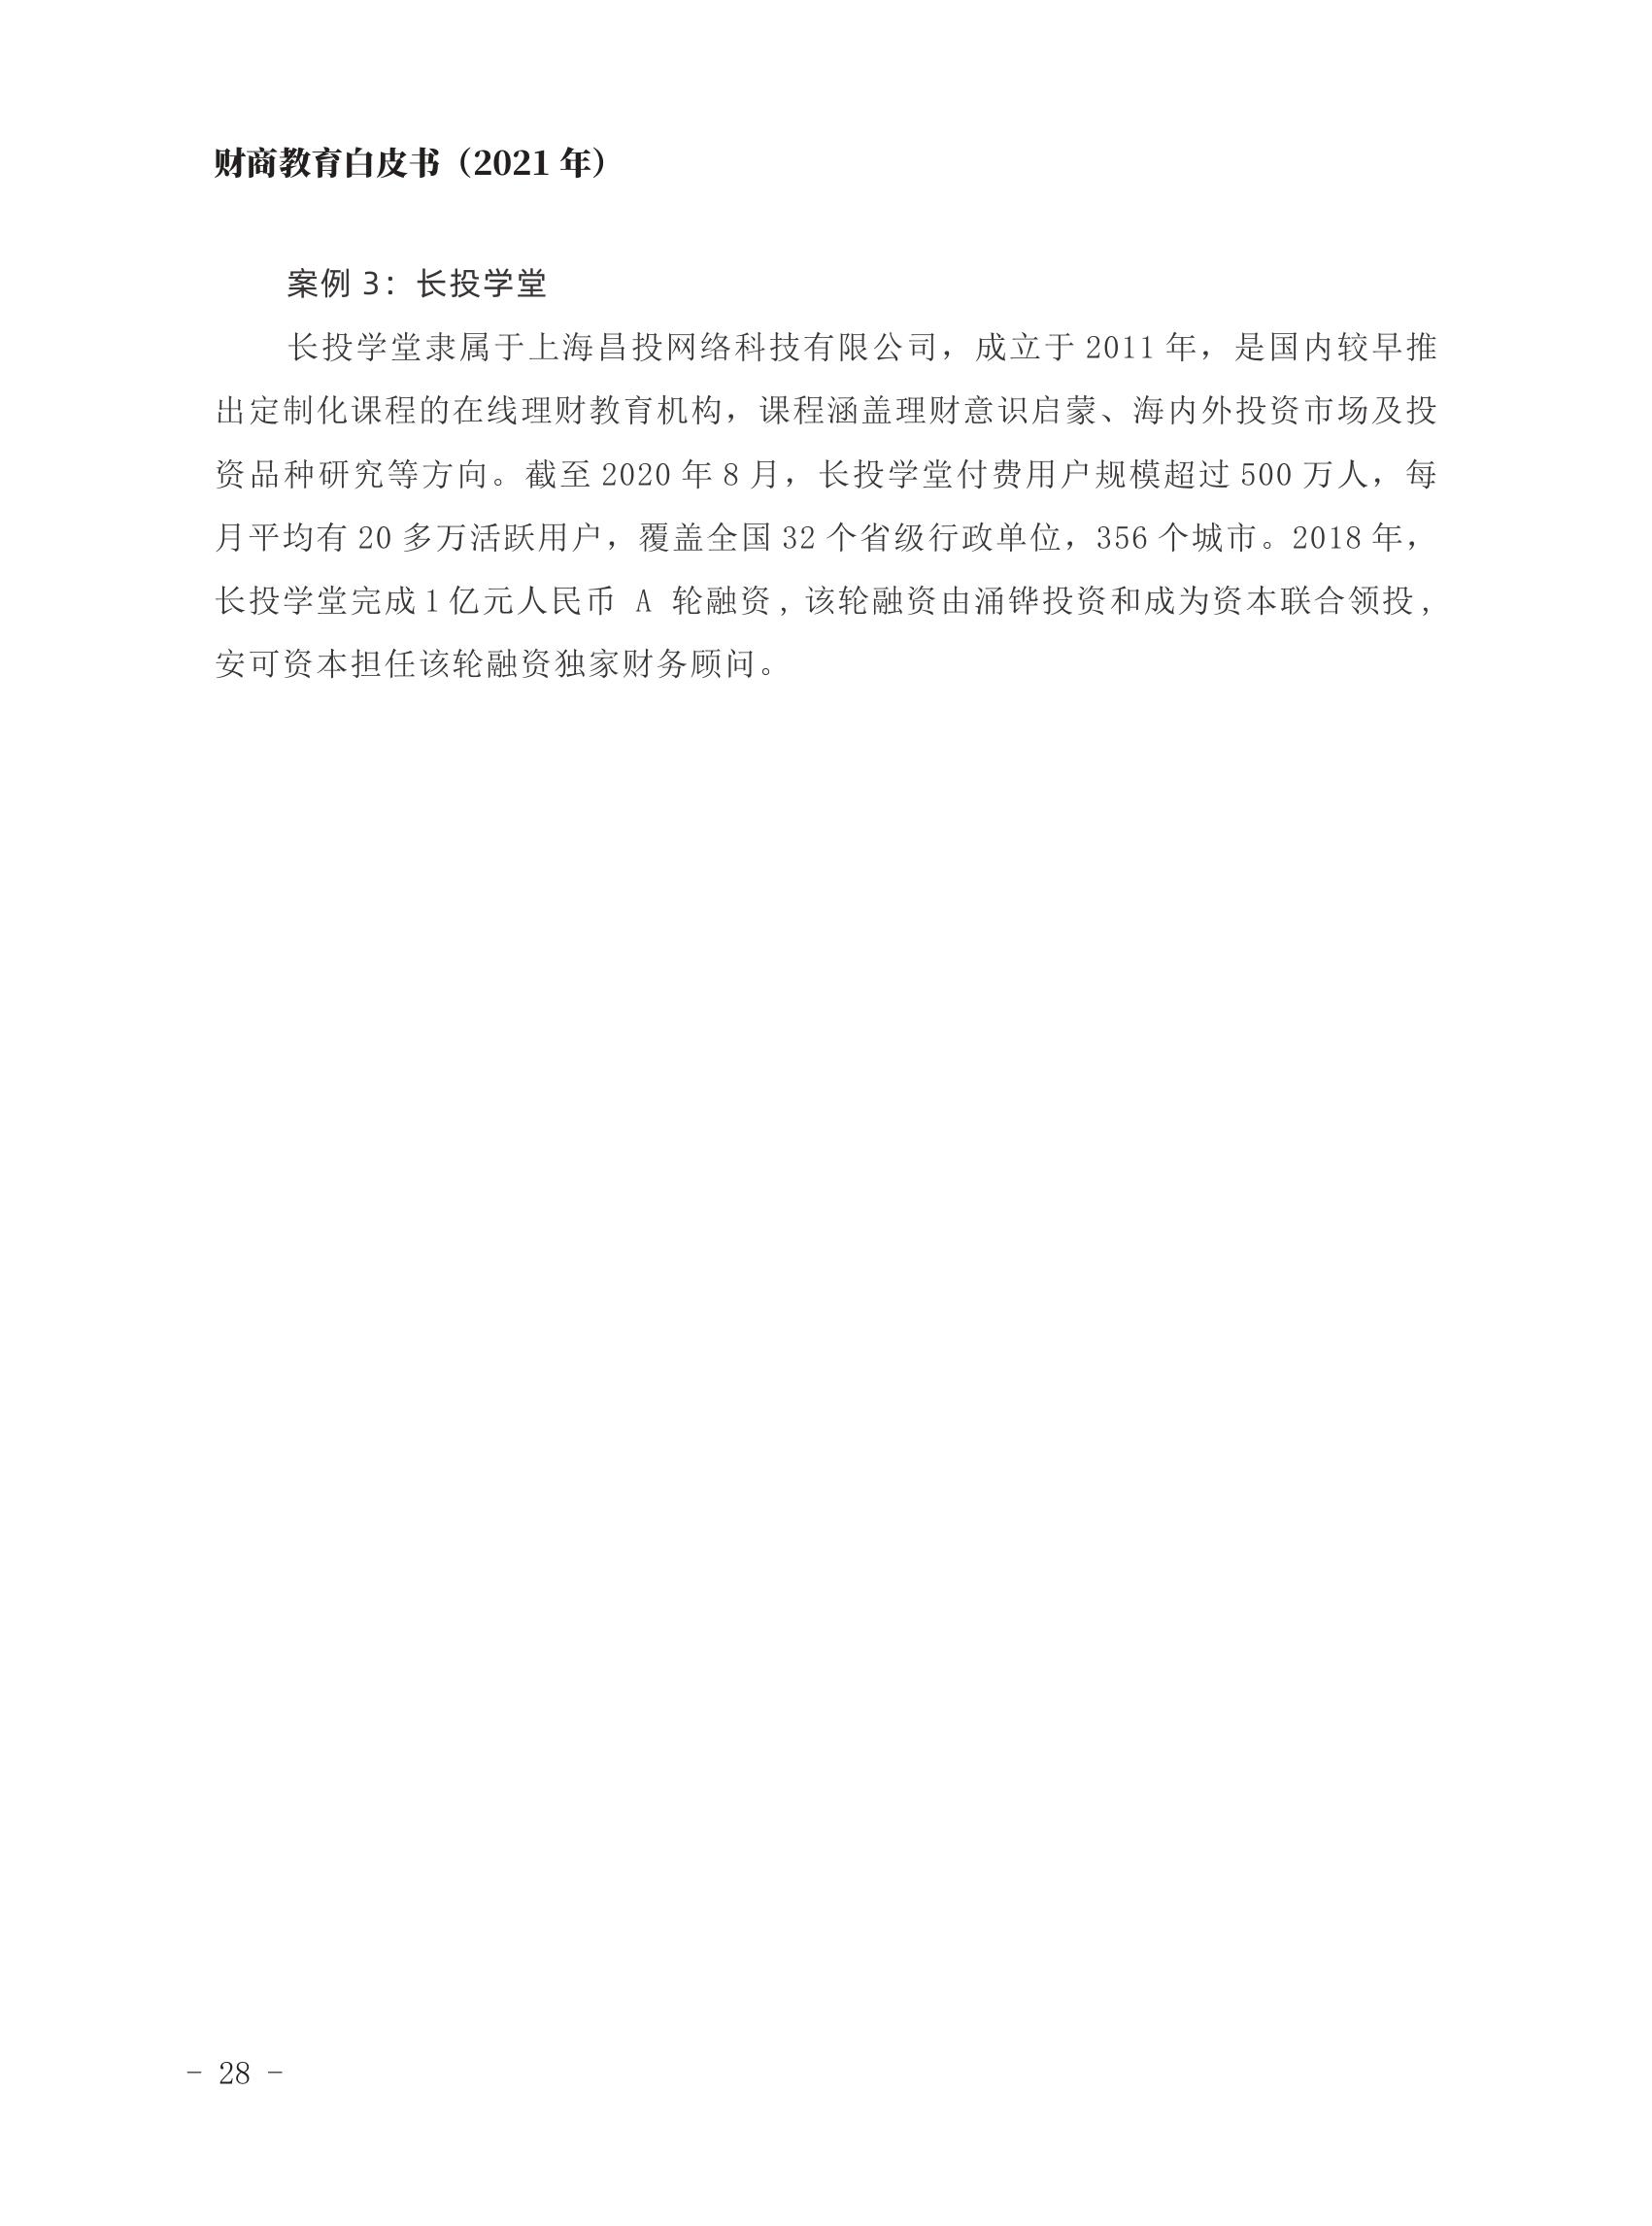 财商教育白皮书（2021 年）
案例 3：长投学堂
长投学堂隶属于上海昌投网络科技有限公司，成立于 2011 年，是国内较早推
出定制化课程的在线理财教育机构，课程涵盖理财意识启蒙、海内外投资市场及投
资品种研究等方向。截至 2020 年 8 月，长投学堂付费用户规模超过 500 万人，每
月平均有 20 多万活跃用户，覆盖全国 32 个省级行政单位，356 个城市。2018 年，
长投学堂完成 1 亿元人民币 A 轮融资，该轮融资由涌铧投资和成为资本联合领投，
安可资本担任该轮融资独家财务顾问。
– 28 –